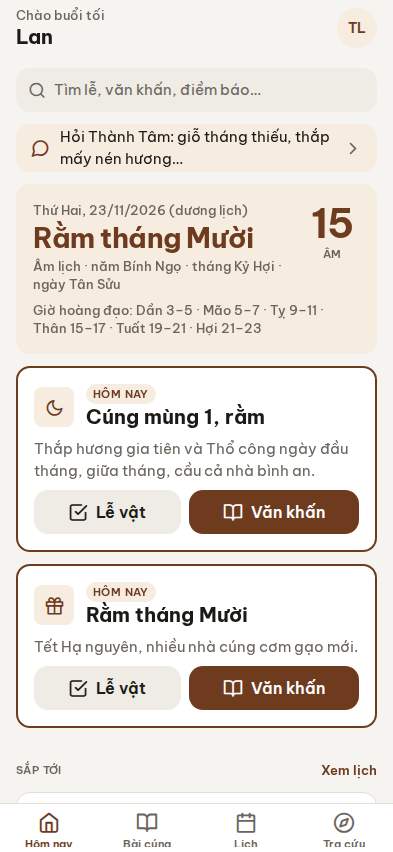 Chào buổi tối
Lan
TL
Tìm lễ, văn khấn, điềm báo...
Hỏi Thành Tâm: giỗ tháng thiếu, thắp
mấy nén hương...
Thứ Hai, 23/11/2026 (dương lịch)
Rằm tháng Mười
15
ÂM
Âm lịch · năm Bính Ngọ · tháng Kỷ Hợi ·
ngày Tân Sửu
Giờ hoàng đạo: Dần 3–5 · Mão 5–7 · Tỵ 9–11 ·
Thân 15–17 · Tuất 19–21 · Hợi 21–23
HÔM NAY
Cúng mùng 1, rằm
Thắp hương gia tiên và Thổ công ngày đầu
tháng, giữa tháng, cầu cả nhà bình an.
Lễ vật
Văn khấn
HÔM NAY
Rằm tháng Mười
Tết Hạ nguyên, nhiều nhà cúng cơm gạo mới.
Lễ vật
Văn khấn
SẮP TỚI
Xem lịch
Hôm nay
Bài cúng
Lịch
Tra cứu